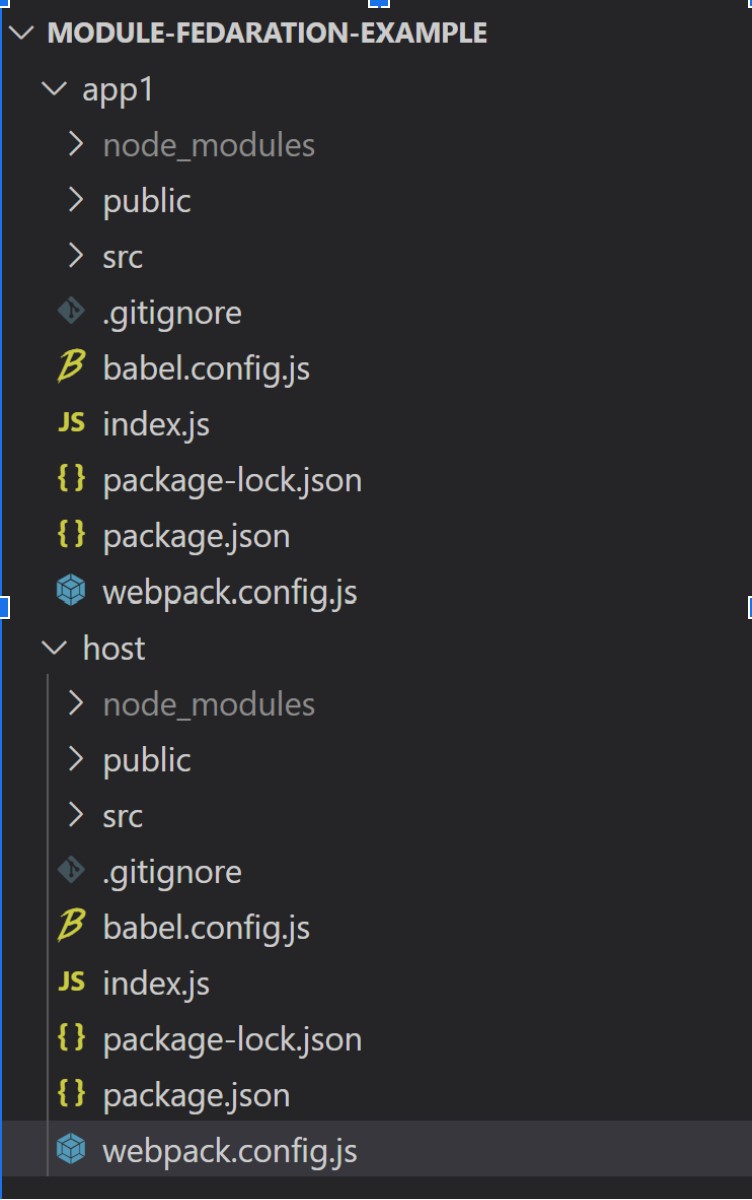 MODULE-FEDARATION-EXAMPLE
app1
node_modules
public
src
.gitignore
babel.config.js
JS index.js
{} package-lock.json
{} package.json
webpack.config.js
host
node_modules
public
src
.gitignore
babel.config.js
JS index.js
{} package-lock.json
{} package.json
webpack.config.js